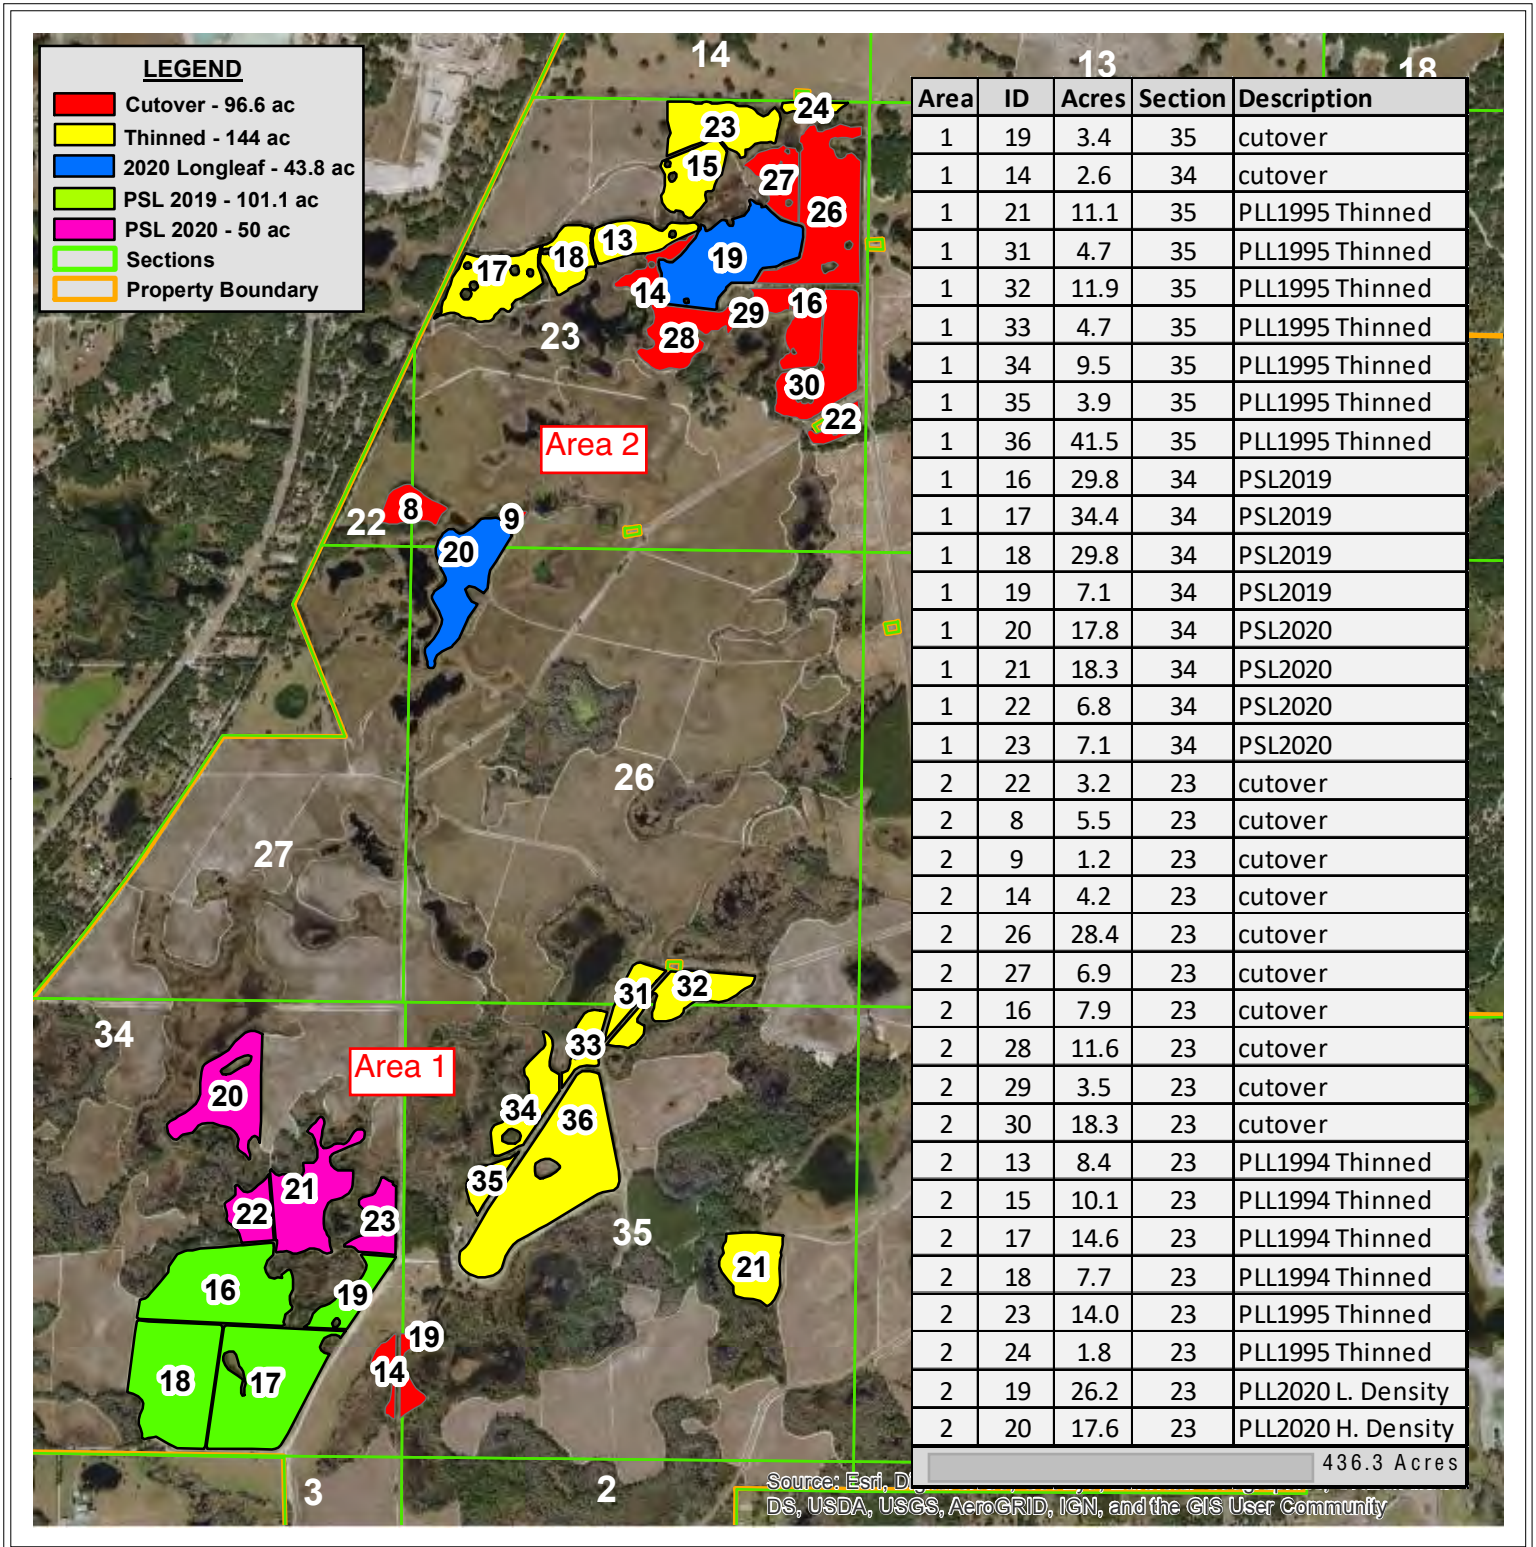 LEGEND
Cutover - 96.6 ac
Thinned - 144 ac
2020 Longleaf - 43.8 ac
PSL 2019 - 101.1 ac
PSL 2020 - 50 ac
Sections
Property Boundary
14
13
18
24
23
15
27
26
13
18
17
19
14
16
29
28
23
30
22
Area 2
8
22
9
20
26
27
34
31
32
33
Area 1
20
34
36
35
21
22
23
35
21
16
19
19
14
18
17
3
2
Area ID Acres Section Description
1 19 3.4 35 cutover
1 14 2.6 34 cutover
1 21 11.1 35 PLL1995 Thinned
1 31 4.7 35 PLL1995 Thinned
1 32 11.9 35 PLL1995 Thinned
1 33 4.7 35 PLL1995 Thinned
1 34 9.5 35 PLL1995 Thinned
1 35 3.9 35 PLL1995 Thinned
1 36 41.5 35 PLL1995 Thinned
1 16 29.8 34 PSL2019
1 17 34.4 34 PSL2019
1 18 29.8 34 PSL2019
1 19 7.1 34 PSL2019
1 20 17.8 34 PSL2020
1 21 18.3 34 PSL2020
1 22 6.8 34 PSL2020
1 23 7.1 34 PSL2020
2 22 3.2 23 cutover
2 8 5.5 23 cutover
2 9 1.2 23 cutover
2 14 4.2 23 cutover
2 26 28.4 23 cutover
2 27 6.9 23 cutover
2 16 7.9 23 cutover
2 28 11.6 23 cutover
2 29 3.5 23 cutover
2 30 18.3 23 cutover
2 13 8.4 23 PLL1994 Thinned
2 15 10.1 23 PLL1994 Thinned
2 17 14.6 23 PLL1994 Thinned
2 18 7.7 23 PLL1994 Thinned
2 23 14.0 23 PLL1995 Thinned
2 24 1.8 23 PLL1995 Thinned
2 19 26.2 23 PLL2020 L. Density
2 20 17.6 23 PLL2020 H. Density
436.3 Acres
Source: Esri,
DS, USDA, USGS, AeroGRID, IGN, and the GIS User Community